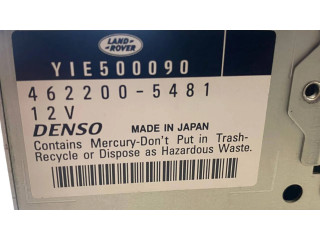 LAND-
ROVER
YIE500090
462200-5481
12V
DENSO MADE IN JAPAN
Contains Mercury-Don't Put in Trash-
Recycle or Dispose as Hazardous Waste.